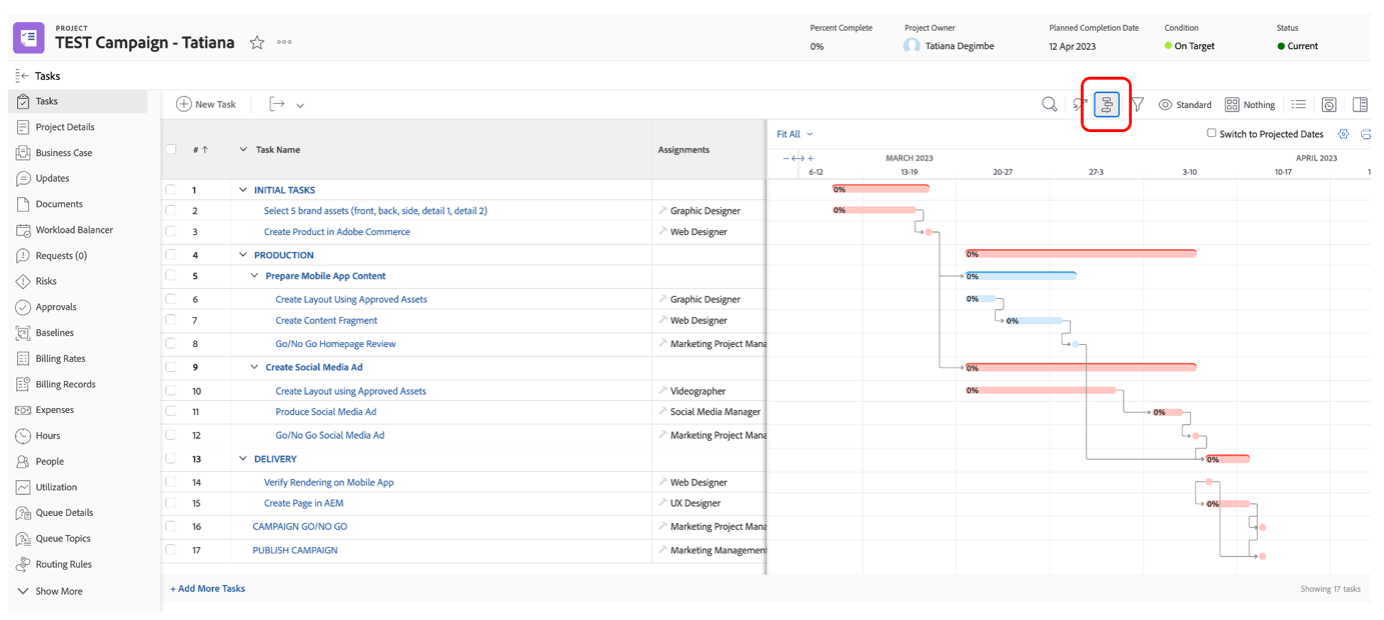 PROJECT
TEST Campaign - Tatiana
Percent Complete
0%
Project Owner
Tatiana Degimbe
Planned Completion Date
12 Apr 2023
Condition
On Target
Status
Current
Tasks
Tasks
Project Details
Business Case
Updates
Documents
Workload Balancer
Requests (0)
Risks
Approvals
Baselines
Billing Rates
Billing Records
Expenses
Hours
People
Utilization
Queue Details
Queue Topics
Routing Rules
Show More
New Task
Standard
Nothing
# ↑ Task Name Assignments
Fit All
Switch to Projected Dates
MARCH 2023 APRIL 2023
6-12 13-19 20-27 27-3 3-10 10-17 1
1 INITIAL TASKS 0%
2 Select 5 brand assets (front, back, side, detail 1, detail 2) Graphic Designer 0%
3 Create Product in Adobe Commerce Web Designer
4 PRODUCTION 0%
5 Prepare Mobile App Content 0%
6 Create Layout Using Approved Assets Graphic Designer 0%
7 Create Content Fragment Web Designer 0%
8 Go/No Go Homepage Review Marketing Project Mana
9 Create Social Media Ad 0%
10 Create Layout using Approved Assets Videographer 0%
11 Produce Social Media Ad Social Media Manager 0%
12 Go/No Go Social Media Ad Marketing Project Mana
13 DELIVERY 0%
14 Verify Rendering on Mobile App Web Designer
15 Create Page in AEM UX Designer 0%
16 CAMPAIGN GO/NO GO Marketing Project Mana
17 PUBLISH CAMPAIGN Marketing Management
+ Add More Tasks
Showing 17 tasks